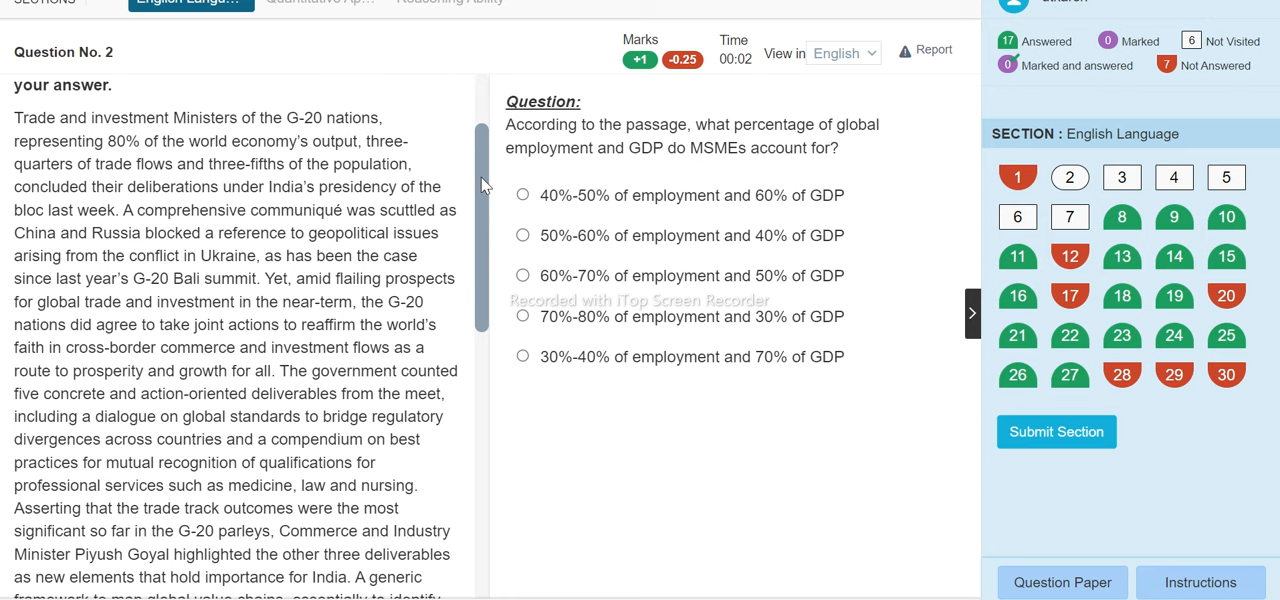 SECTIONS
English Langu...
Quantitative Ap...
Reasoning Ability
Question No. 2
Marks
+1
-0.25
Time
00:02
View in
English
Report
your answer.
Trade and investment Ministers of the G-20 nations,
representing 80% of the world economy's output, three-
quarters of trade flows and three-fifths of the population,
concluded their deliberations under India's presidency of the
bloc last week. A comprehensive communiqué was scuttled as
China and Russia blocked a reference to geopolitical issues
arising from the conflict in Ukraine, as has been the case
since last year's G-20 Bali summit. Yet, amid flailing prospects
for global trade and investment in the near-term, the G-20
nations did agree to take joint actions to reaffirm the world's
faith in cross-border commerce and investment flows as a
route to prosperity and growth for all. The government counted
five concrete and action-oriented deliverables from the meet,
including a dialogue on global standards to bridge regulatory
divergences across countries and a compendium on best
practices for mutual recognition of qualifications for
professional services such as medicine, law and nursing.
Asserting that the trade track outcomes were the most
significant so far in the G-20 parleys, Commerce and Industry
Minister Piyush Goyal highlighted the other three deliverables
as new elements that hold importance for India. A generic
framework to map global value chains, essentially to identify
Question:
According to the passage, what percentage of global
employment and GDP do MSMEs account for?
40%-50% of employment and 60% of GDP
50%-60% of employment and 40% of GDP
60%-70% of employment and 50% of GDP
Recorded with iTop Screen Recorder
70%-80% of employment and 30% of GDP
30%-40% of employment and 70% of GDP
17 Answered
0 Marked
6 Not Visited
0 Marked and answered
7 Not Answered
SECTION : English Language
1 2 3 4 5
6 7 8 9 10
11 12 13 14 15
16 17 18 19 20
21 22 23 24 25
26 27 28 29 30
Submit Section
Question Paper
Instructions